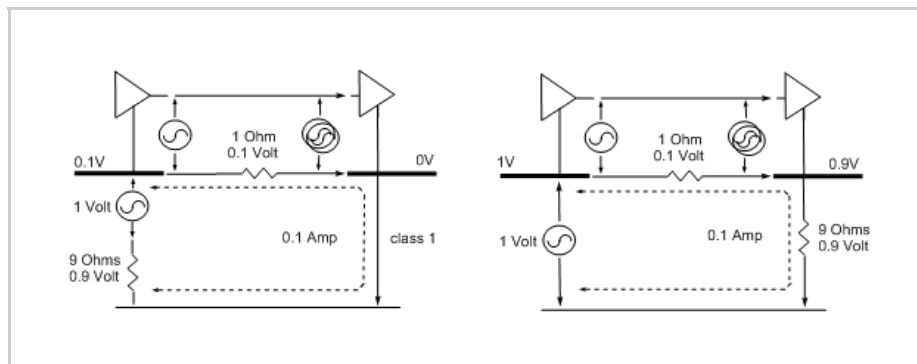 1 Ohm
0.1 Volt
0.1V
0V
1 Volt
0.1 Amp
class 1
9 Ohms
0.9 Volt
1 Ohm
0.1 Volt
1V
0.9V
1 Volt
0.1 Amp
9 Ohms
0.9 Volt